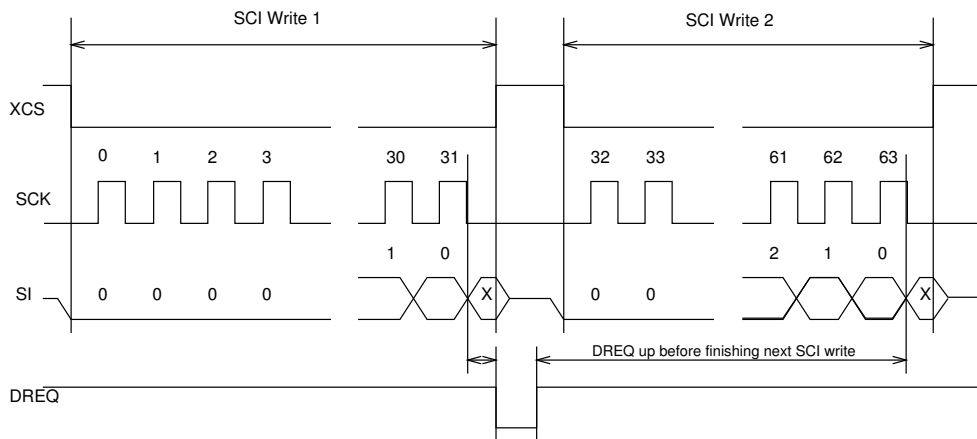 SCI Write 1 SCI Write 2
XCS
0 1 2 3 30 31 32 33 61 62 63
SCK
1 0 2 1 0
SI 0 0 0 0 X 0 0 X
DREQ up before finishing next SCI write
DREQ